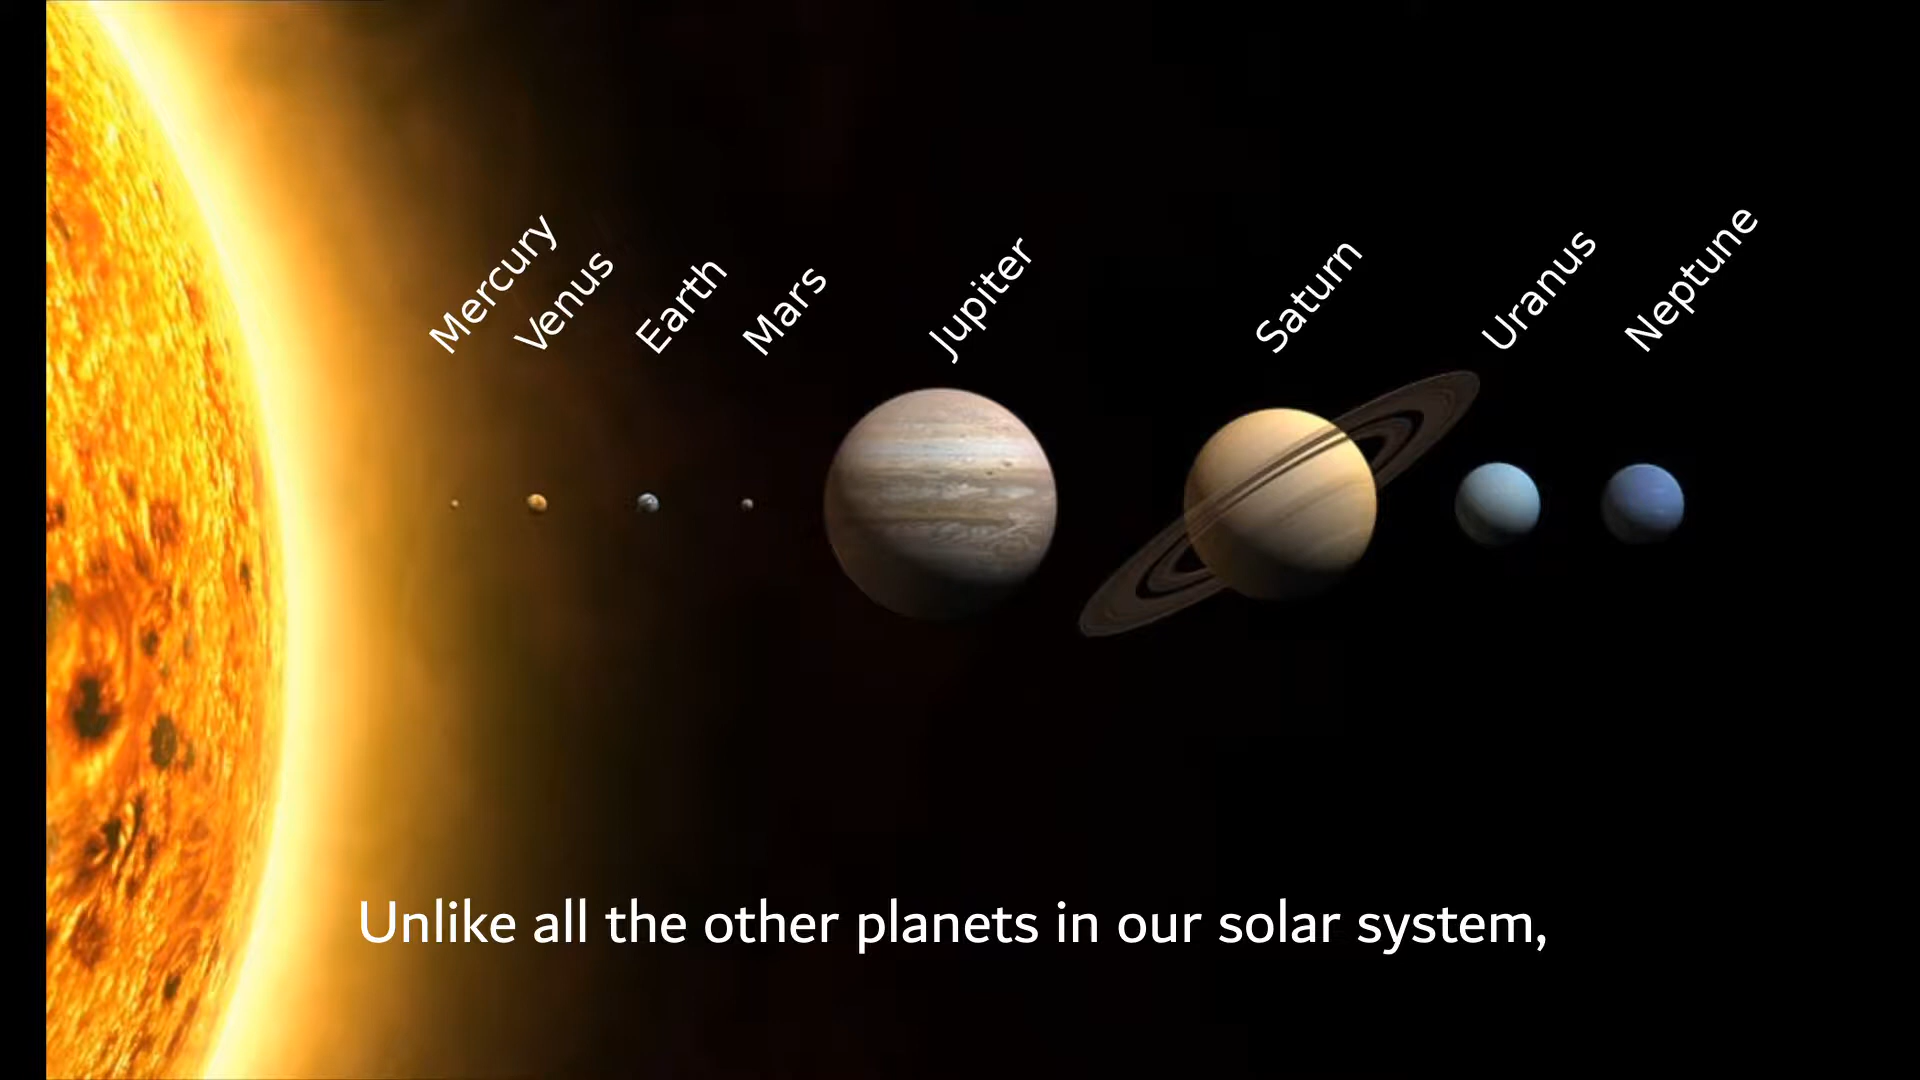 Mercury
Venus
Earth
Mars
Jupiter
Saturn
Uranus
Neptune
Unlike all the other planets in our solar system,